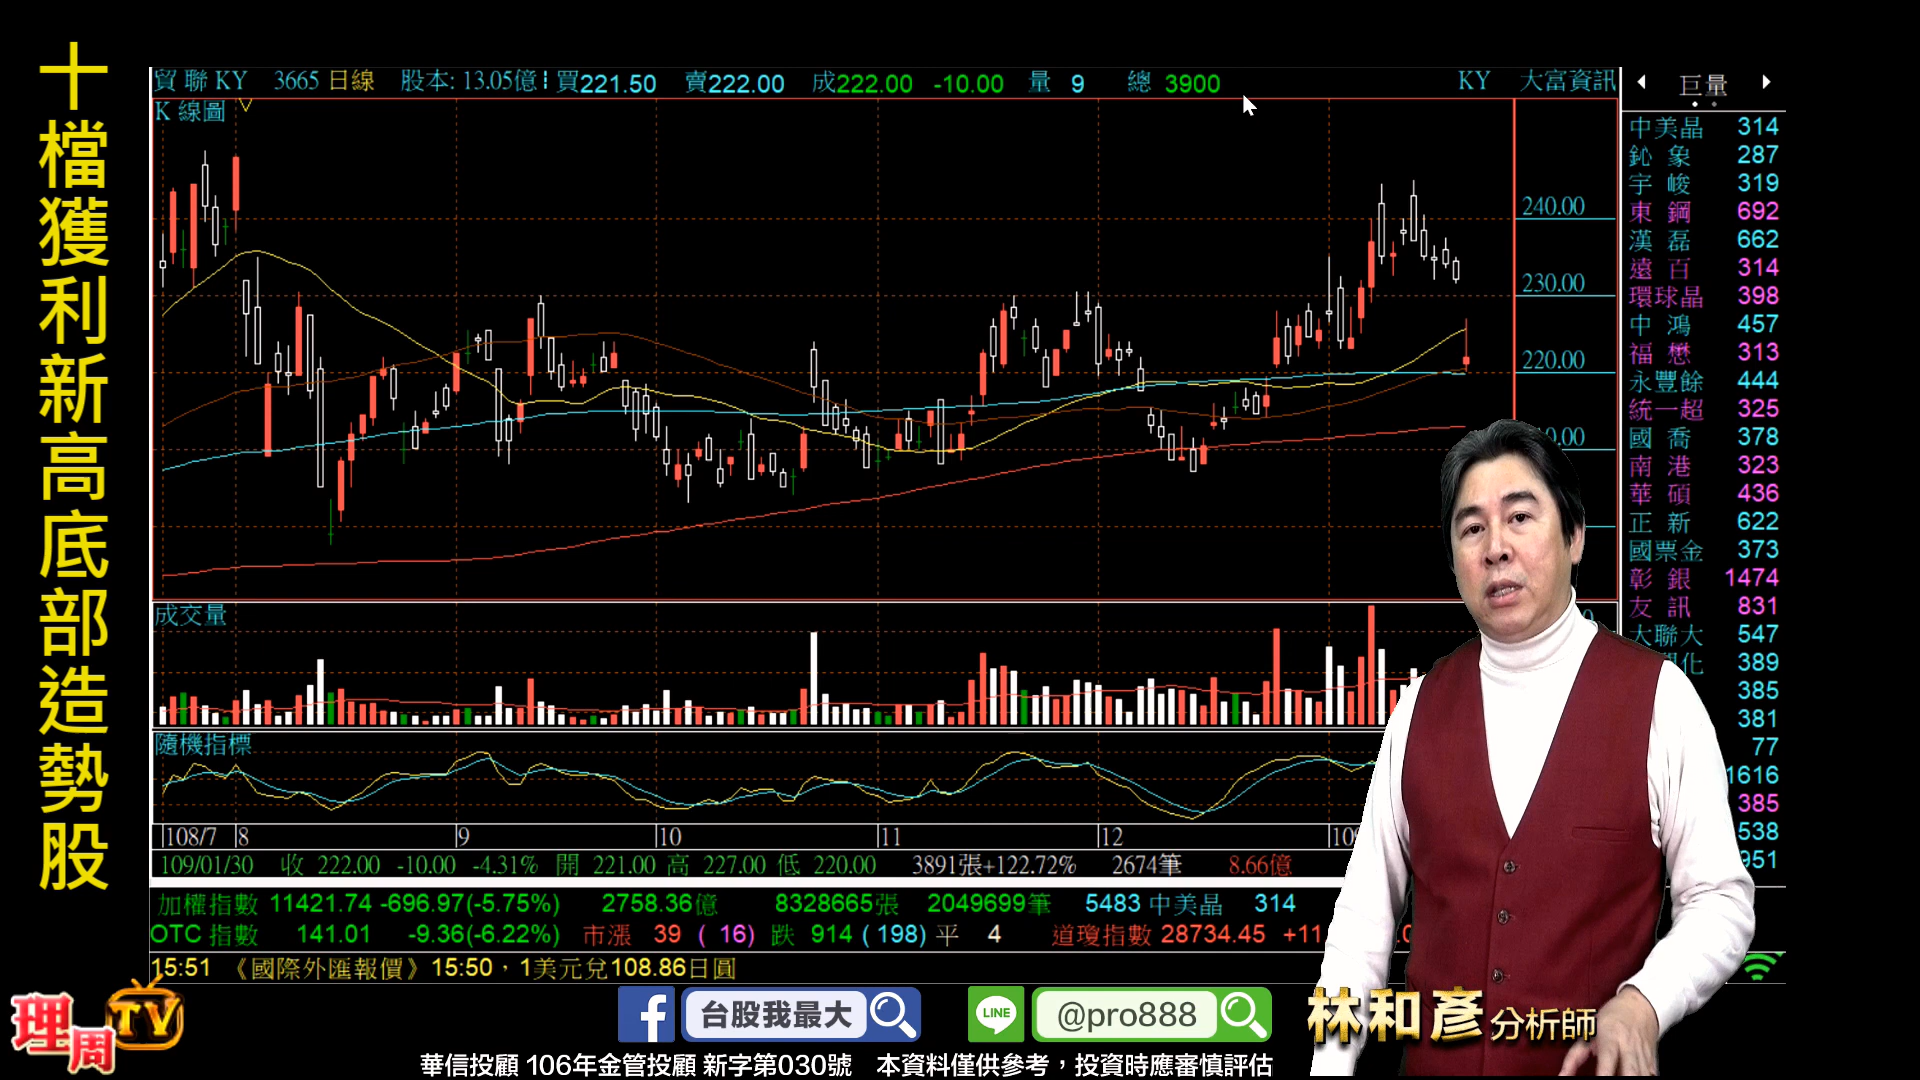 十檔獲利新高底部造勢股
貿聯KY 3665 日線 股本: 13.05億 買221.50 賣222.00 成222.00 -10.00 量 9 總 3900 KY 大富資訊
K 線圖
240.00
230.00
220.00
成交量
隨機指標
108/7 8 9 10 11 12
109/01/30 收 222.00 -10.00 -4.31% 開 221.00 高 227.00 低 220.00 3891張+122.72% 2674筆 8.66億
加權指數 11421.74 -696.97(-5.75%) 2758.36億 8328665張 2049699筆 5483 中美晶 314
OTC 指數 141.01 -9.36(-6.22%) 市漲 39 ( 16) 跌 914 (198) 平 4 道瓊指數 28734.45 +11
15:51 《國際外匯報價》15:50，1美元兌108.86日圓
巨量
中美晶 314
鈊象 287
宇峻 319
東鋼 692
漢磊 662
遠百 314
環球晶 398
中鴻 457
福懋 313
永豐餘 444
統一超 325
國喬 378
南港 323
華碩 436
正新 622
國票金 373
彰銀 1474
友訊 831
大聯大 547
389
385
381
77
1616
385
538
951
理周TV
台股我最大
LINE
@pro888
林和彥 分析師
華信投顧 106年金管投顧 新字第030號 本資料僅供參考，投資時應審慎評估